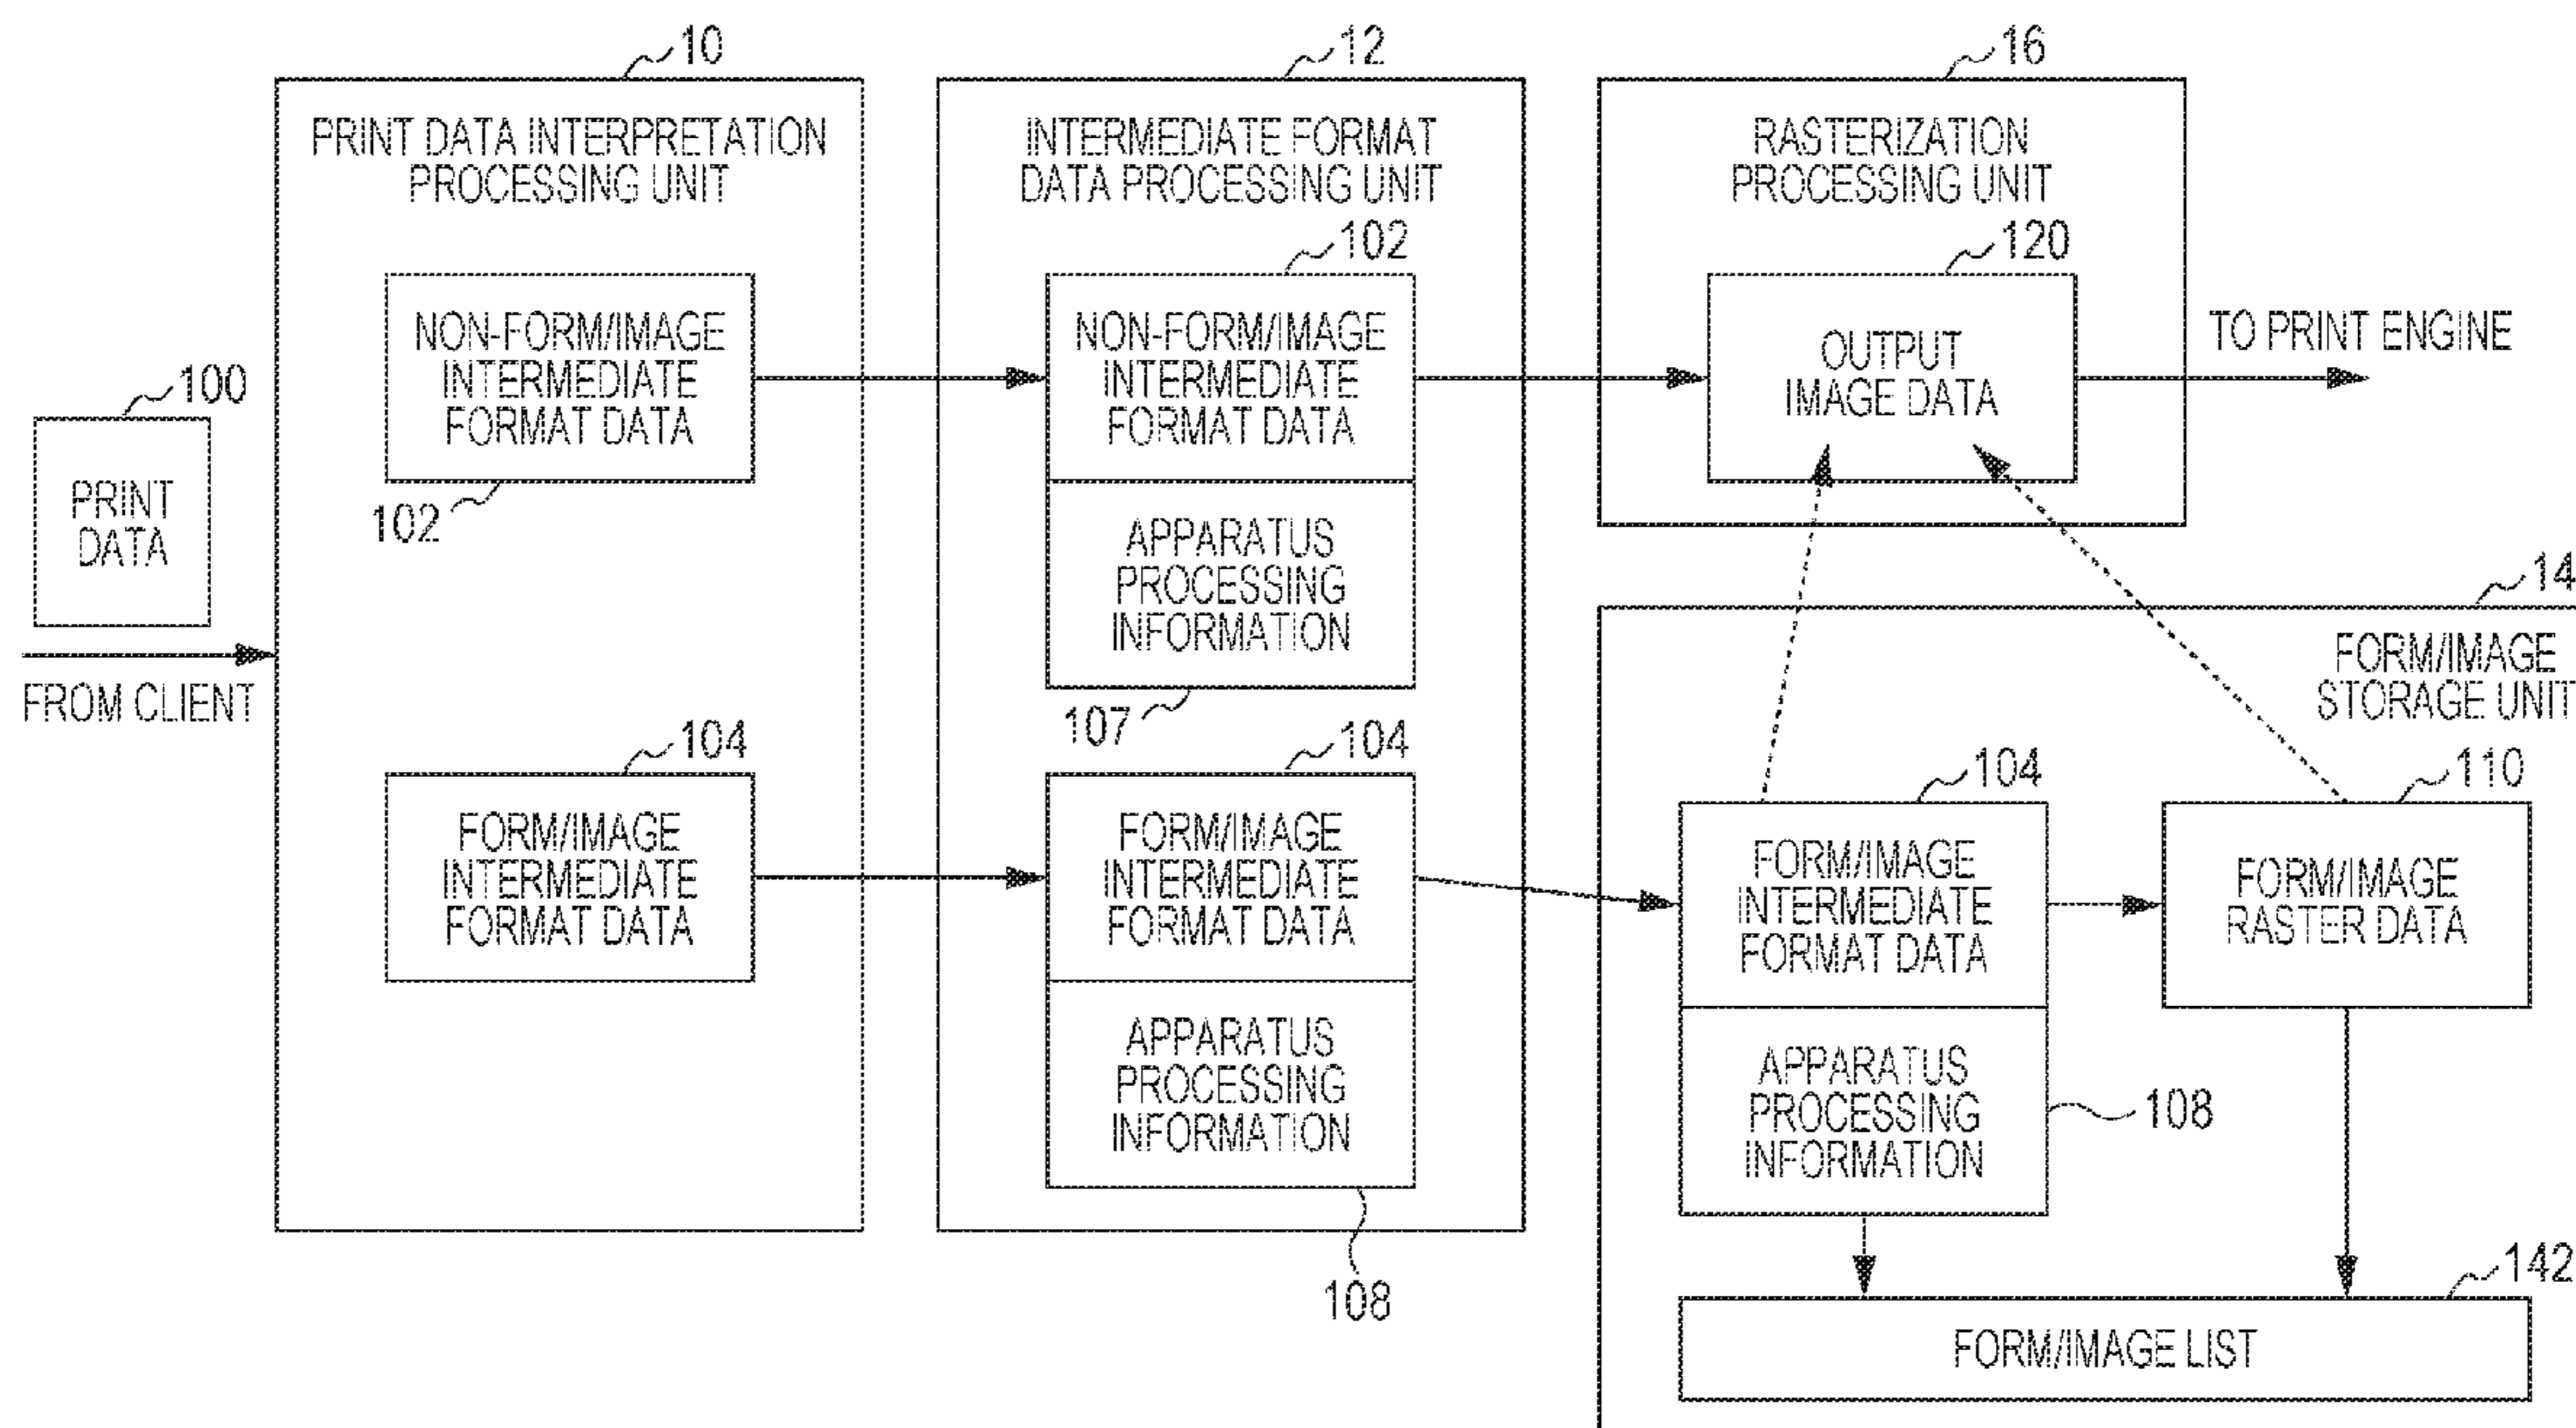 10
PRINT DATA INTERPRETATION
PROCESSING UNIT
NON-FORM/IMAGE
INTERMEDIATE
FORMAT DATA
102
100
PRINT
DATA
FROM CLIENT
104
FORM/IMAGE
INTERMEDIATE
FORMAT DATA
12
INTERMEDIATE FORMAT
DATA PROCESSING UNIT
102
NON-FORM/IMAGE
INTERMEDIATE
FORMAT DATA
APPARATUS
PROCESSING
INFORMATION
107
104
FORM/IMAGE
INTERMEDIATE
FORMAT DATA
APPARATUS
PROCESSING
INFORMATION
108
16
RASTERIZATION
PROCESSING UNIT
120
OUTPUT
IMAGE DATA
TO PRINT ENGINE
14
FORM/IMAGE
STORAGE UNIT
104
FORM/IMAGE
INTERMEDIATE
FORMAT DATA
APPARATUS
PROCESSING
INFORMATION
108
110
FORM/IMAGE
RASTER DATA
142
FORM/IMAGE LIST